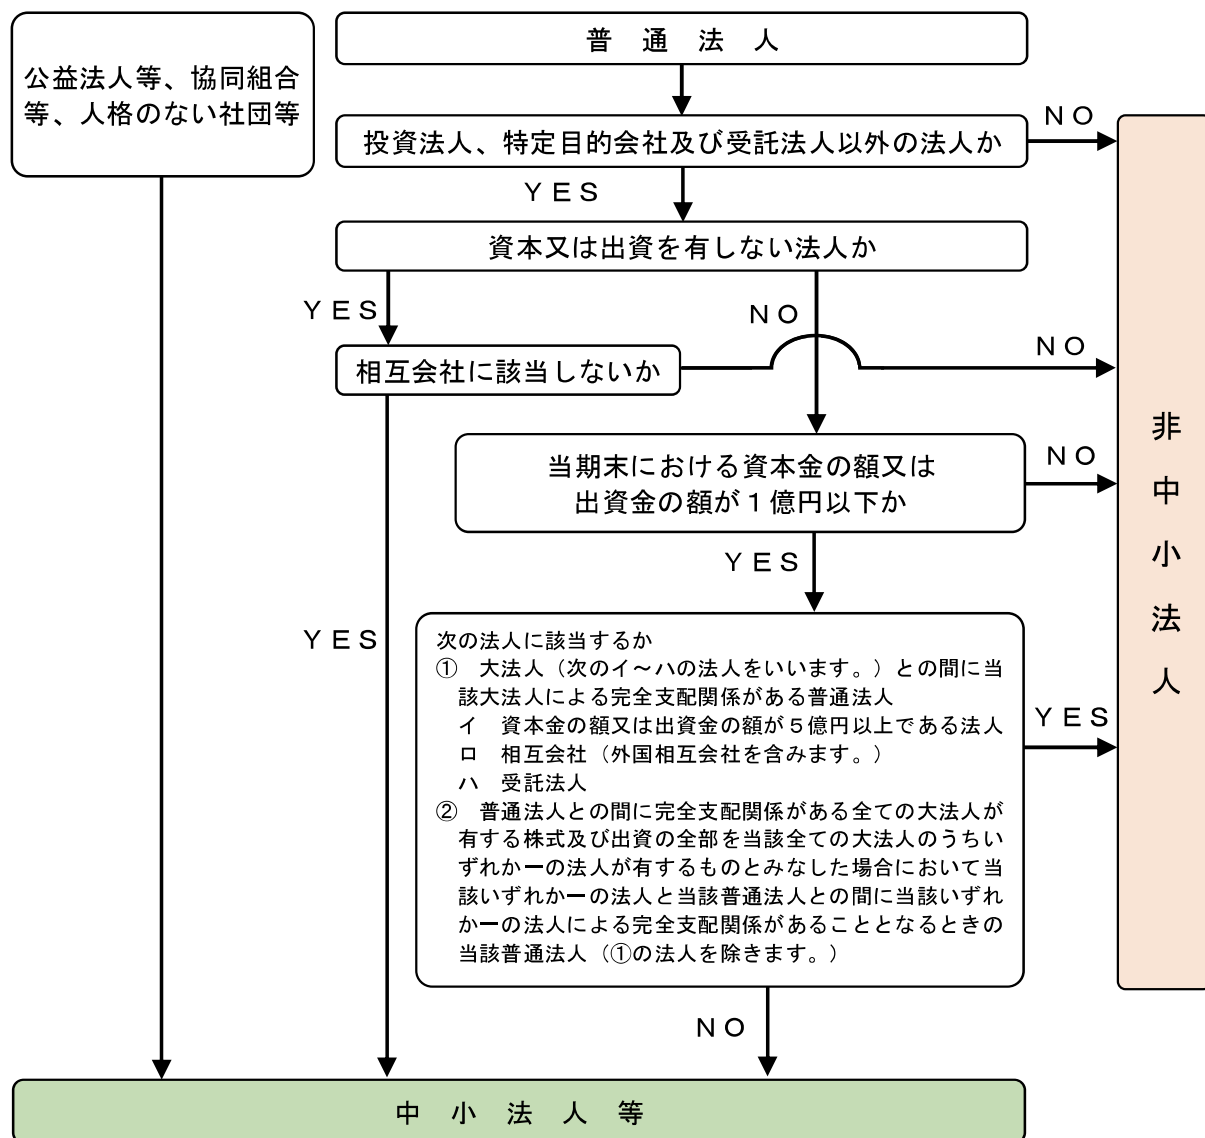 公益法人等、協同組合
等、人格のない社団等
普　通　法　人
投資法人、特定目的会社及び受託法人以外の法人か
ＮＯ
ＹＥＳ
資本又は出資を有しない法人か
ＹＥＳ
ＮＯ
相互会社に該当しないか
ＮＯ
当期末における資本金の額又は
出資金の額が１億円以下か
ＮＯ
ＹＥＳ
ＹＥＳ
次の法人に該当するか
①　大法人（次のイ～ハの法人をいいます。）との間に当
該大法人による完全支配関係がある普通法人
イ　資本金の額又は出資金の額が５億円以上である法人
ロ　相互会社（外国相互会社を含みます。）
ハ　受託法人
②　普通法人との間に完全支配関係がある全ての大法人が
有する株式及び出資の全部を当該全ての大法人のうちい
ずれか一の法人が有するものとみなした場合において当
該いずれか一の法人と当該普通法人との間に当該いずれ
か一の法人による完全支配関係があることとなるときの
当該普通法人（①の法人を除きます。）
ＹＥＳ
ＮＯ
非中小法人
中　小　法　人　等